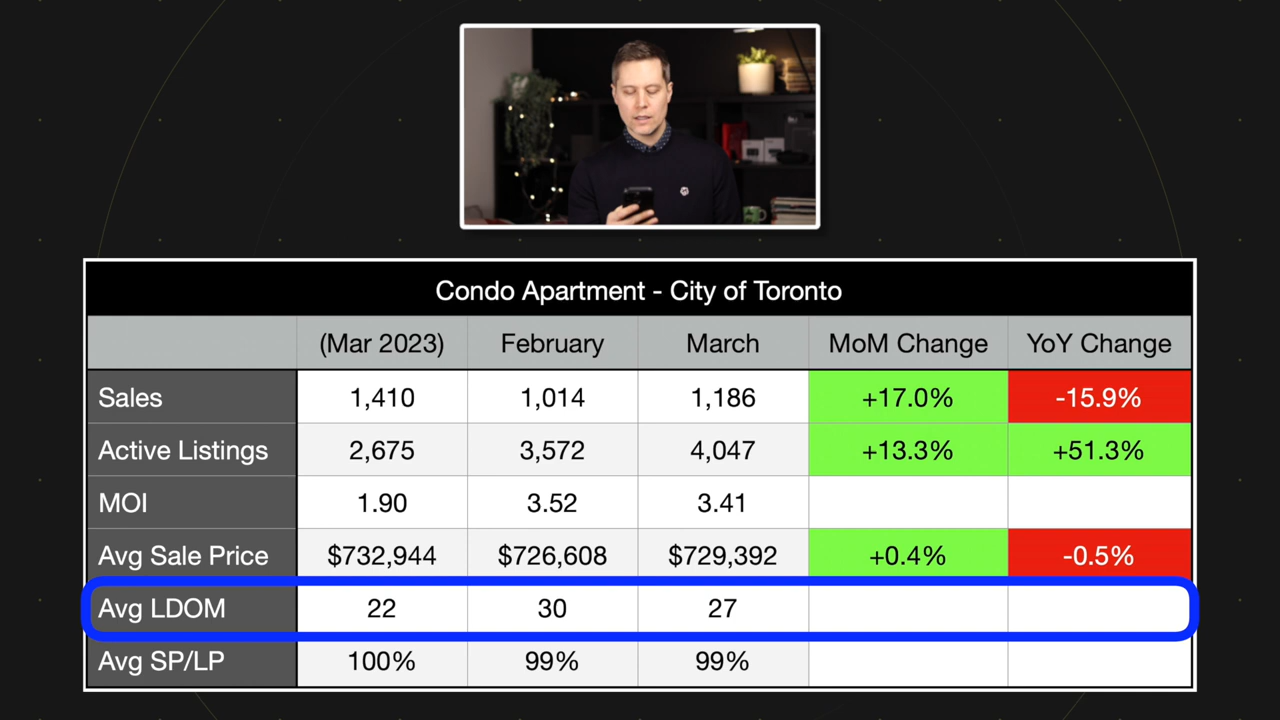 Condo Apartment - City of Toronto
(Mar 2023) February March MoM Change YoY Change
Sales 1,410 1,014 1,186 +17.0% -15.9%
Active Listings 2,675 3,572 4,047 +13.3% +51.3%
MOI 1.90 3.52 3.41
Avg Sale Price $732,944 $726,608 $729,392 +0.4% -0.5%
Avg LDOM 22 30 27
Avg SP/LP 100% 99% 99%